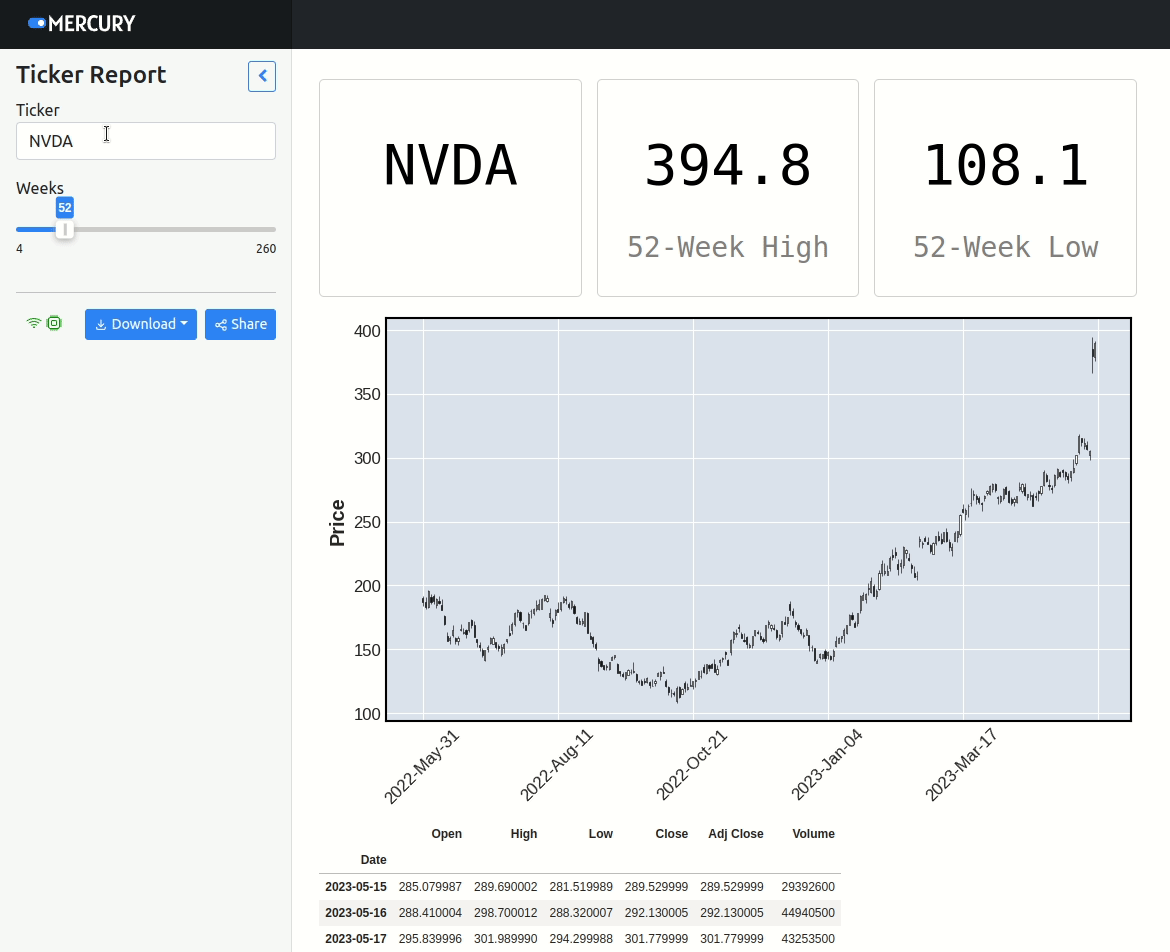 MERCURY
Ticker Report
Ticker
NVDA
Weeks
52
4 260
Download Share
NVDA
394.8
52-Week High
108.1
52-Week Low
Price
400
350
300
250
200
150
100
2022-May-31 2022-Aug-11 2022-Oct-21 2023-Jan-04 2023-Mar-17
Open High Low Close Adj Close Volume
Date
2023-05-15 285.079987 289.690002 281.519989 289.529999 289.529999 29392600
2023-05-16 288.410004 298.700012 288.320007 292.130005 292.130005 44940500
2023-05-17 295.839996 301.989990 294.299988 301.779999 301.779999 43253500